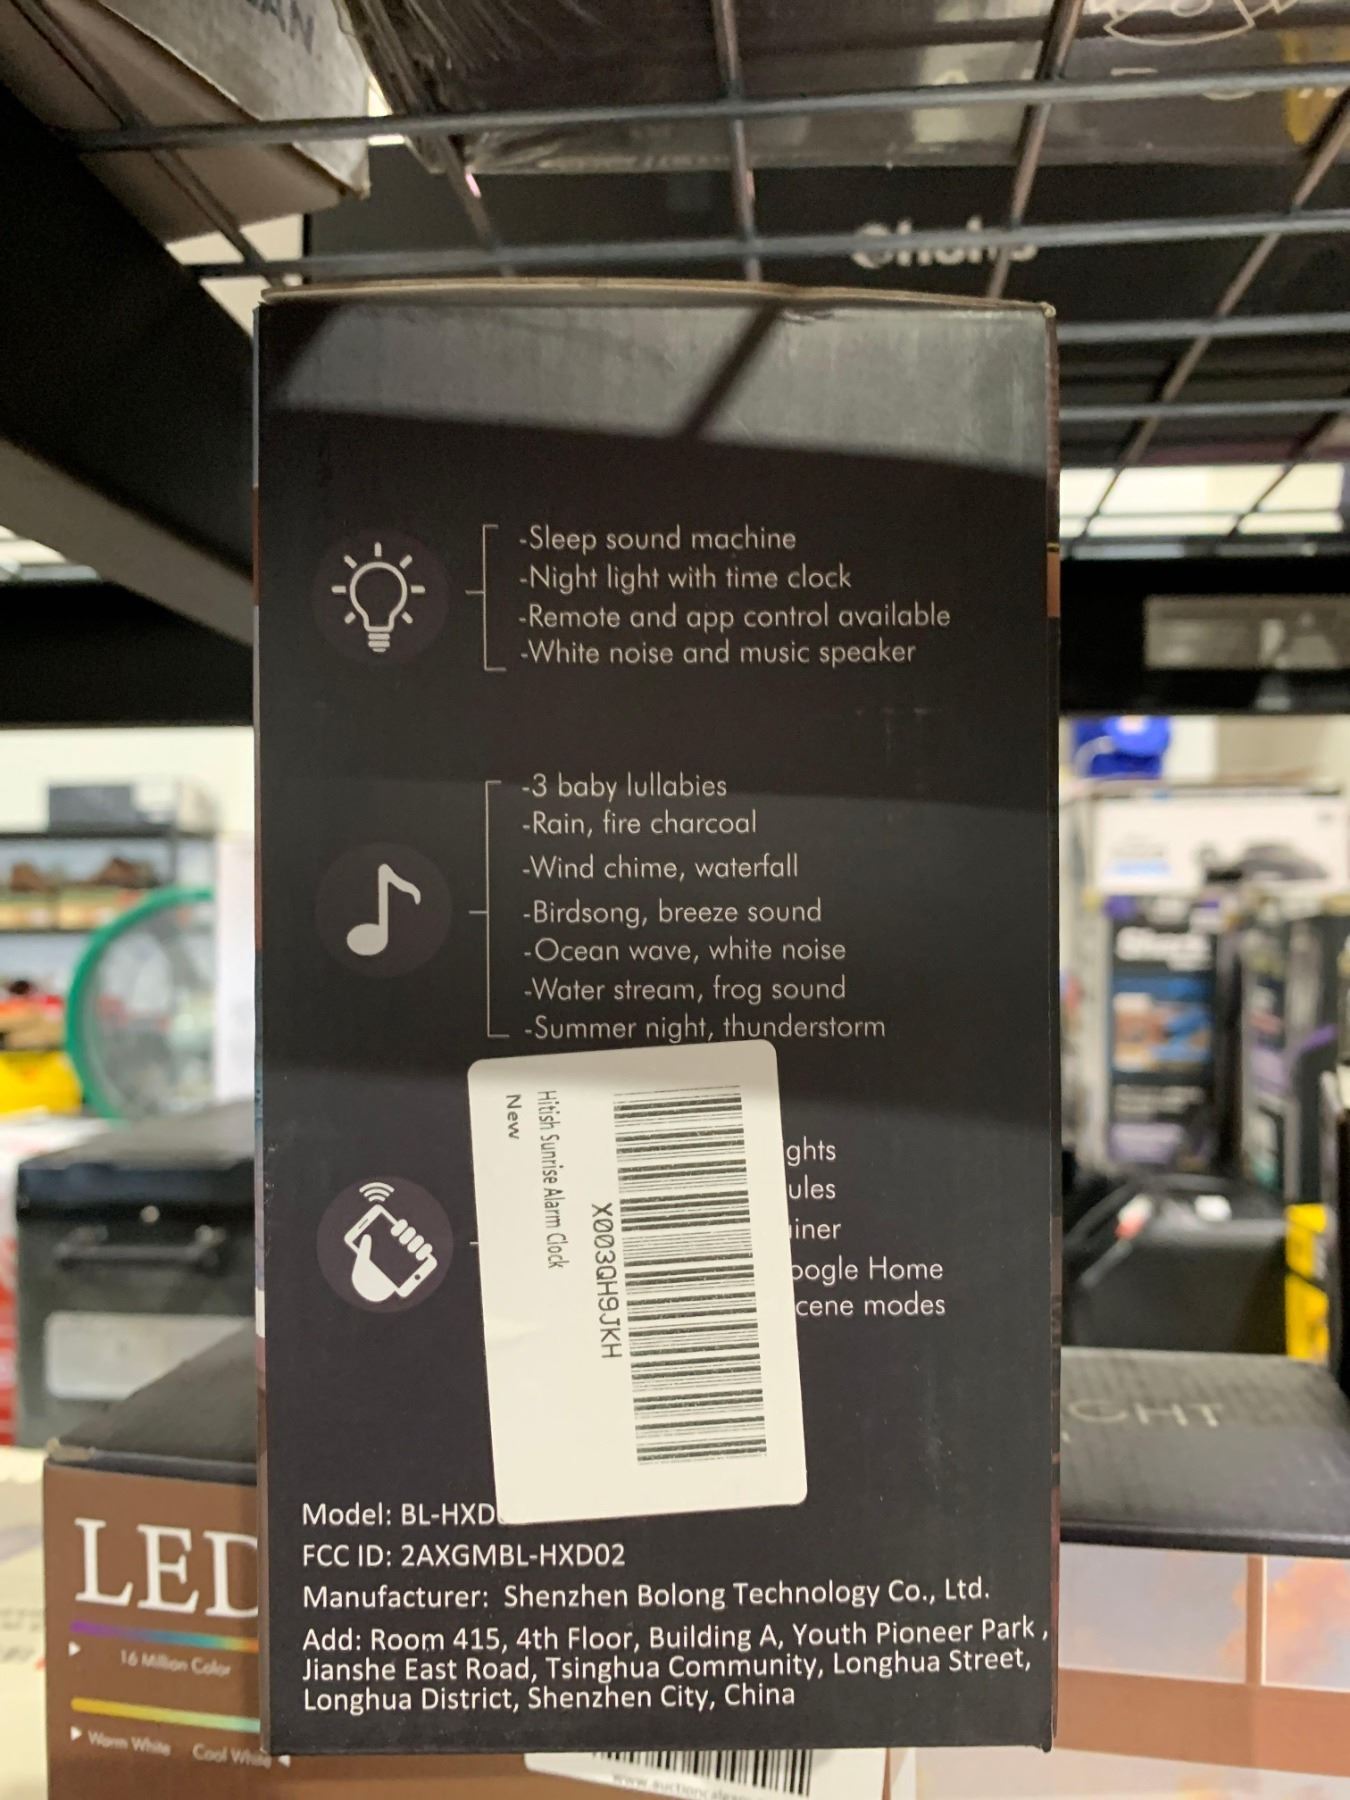 -Sleep sound machine
-Night light with time clock
-Remote and app control available
-White noise and music speaker
-3 baby lullabies
-Rain, fire charcoal
-Wind chime, waterfall
-Birdsong, breeze sound
-Ocean wave, white noise
-Water stream, frog sound
-Summer night, thunderstorm
ghts
ules
iner
oogle Home
cene modes
X003QH9JKH
Hitish Sunrise Alarm Clock
New
Model: BL-HXD
FCC ID: 2AXGMBL-HXD02
Manufacturer: Shenzhen Bolong Technology Co., Ltd.
Add: Room 415, 4th Floor, Building A, Youth Pioneer Park,
Jianshe East Road, Tsinghua Community, Longhua Street,
Longhua District, Shenzhen City, China
LED
16 Million Color
Warm White Cool White
GHT